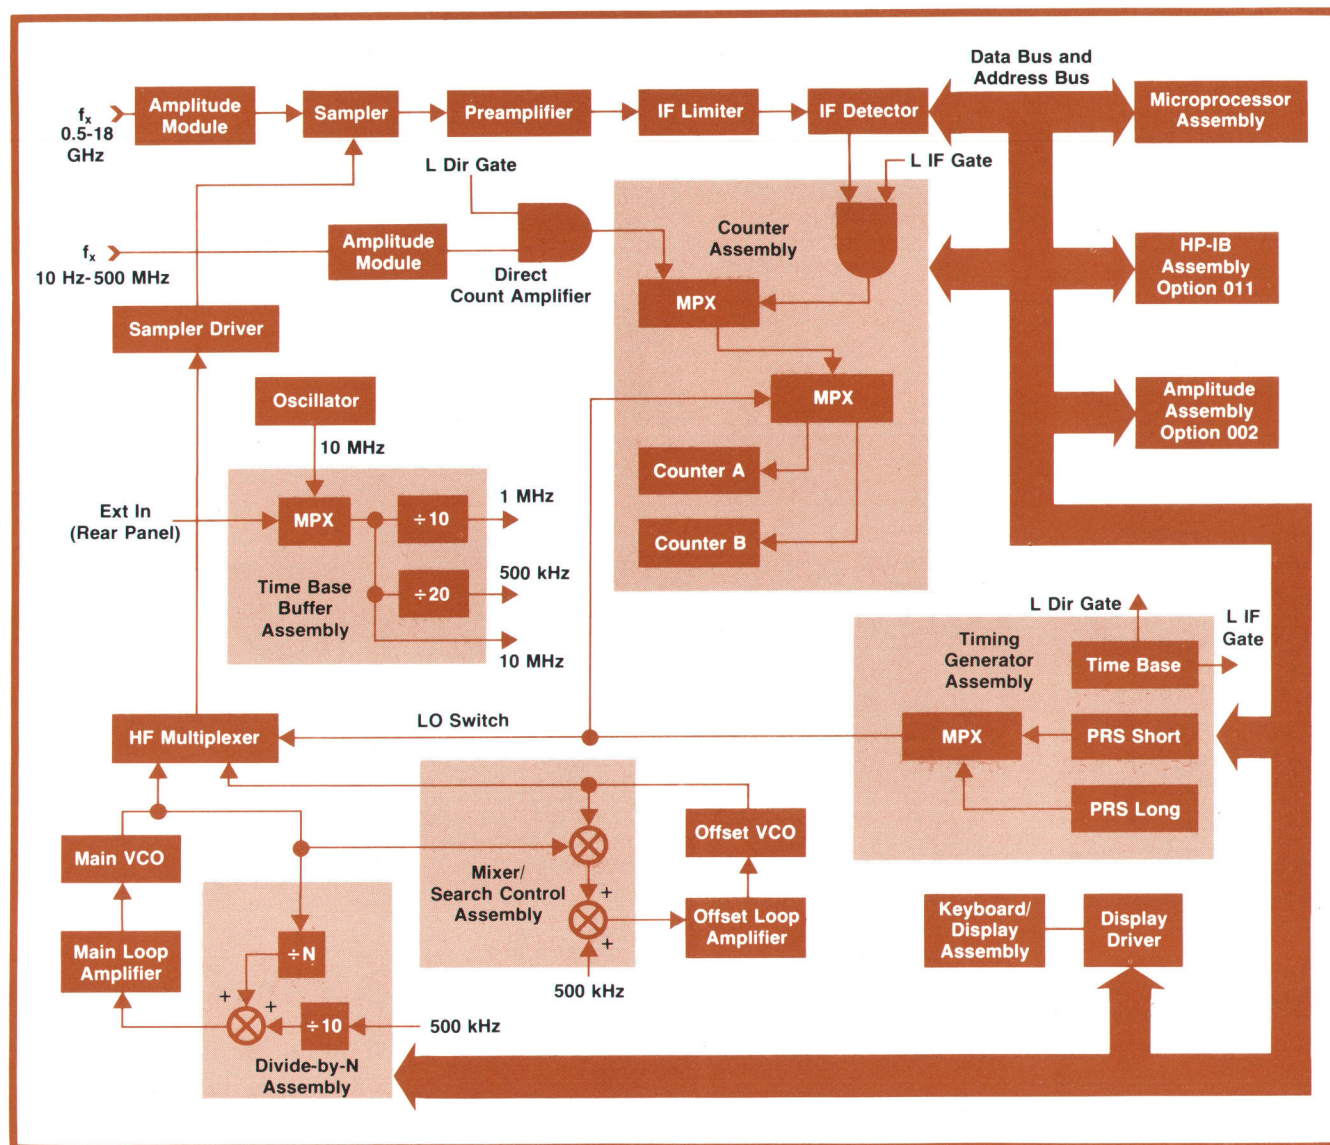 Data Bus and
Address Bus
fx
0.5-18
GHz
Amplitude
Module
Sampler
Preamplifier
IF Limiter
IF Detector
Microprocessor
Assembly
L Dir Gate
L IF Gate
fx
10 Hz-500 MHz
Amplitude
Module
Direct
Count Amplifier
Counter
Assembly
MPX
HP-IB
Assembly
Option 011
Sampler Driver
MPX
Amplitude
Assembly
Option 002
Oscillator
10 MHz
Counter A
Counter B
Ext In
(Rear Panel)
MPX
÷10
1 MHz
÷20
500 kHz
10 MHz
Time Base
Buffer
Assembly
L Dir Gate
L IF
Gate
Timing
Generator
Assembly
Time Base
HF Multiplexer
LO Switch
MPX
PRS Short
PRS Long
Main VCO
Mixer/
Search Control
Assembly
+
+
Offset VCO
Offset Loop
Amplifier
500 kHz
Main Loop
Amplifier
÷N
+
+
÷10
500 kHz
Divide-by-N
Assembly
Keyboard/
Display
Assembly
Display
Driver